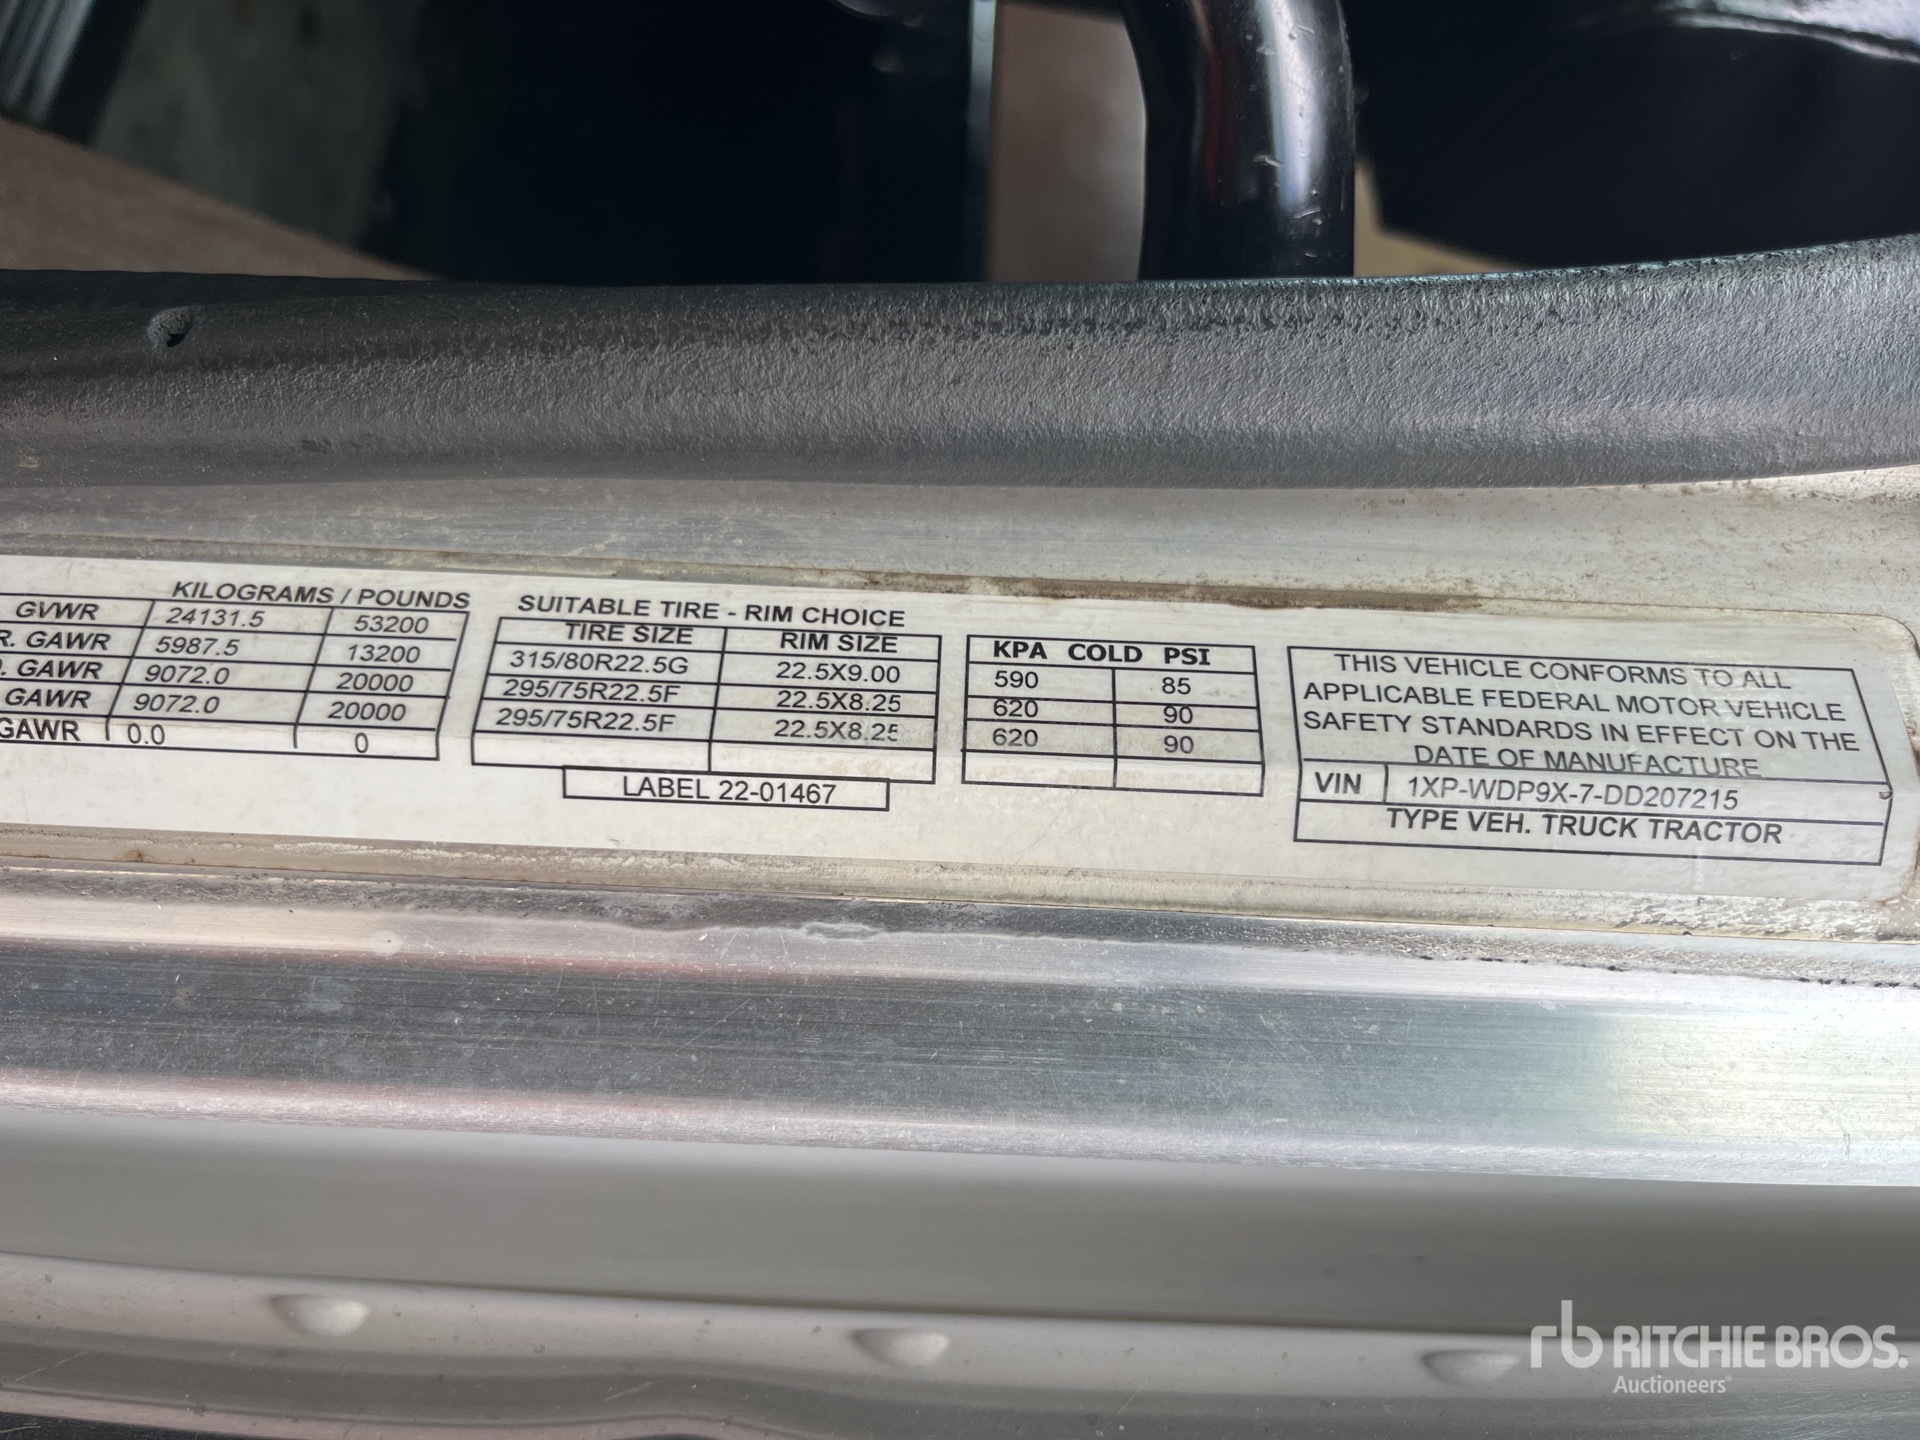 KILOGRAMS / POUNDS
GVWR 24131.5 53200
R. GAWR 5987.5 13200
. GAWR 9072.0 20000
GAWR 9072.0 20000
GAWR 0.0 0
SUITABLE TIRE - RIM CHOICE
TIRE SIZE RIM SIZE
315/80R22.5G 22.5X9.00
295/75R22.5F 22.5X8.25
295/75R22.5F 22.5X8.25
LABEL 22-01467
KPA COLD PSI
590 85
620 90
620 90
THIS VEHICLE CONFORMS TO ALL
APPLICABLE FEDERAL MOTOR VEHICLE
SAFETY STANDARDS IN EFFECT ON THE
DATE OF MANUFACTURE
VIN 1XP-WDP9X-7-DD207215
TYPE VEH. TRUCK TRACTOR
rb RITCHIE BROS.
Auctioneers